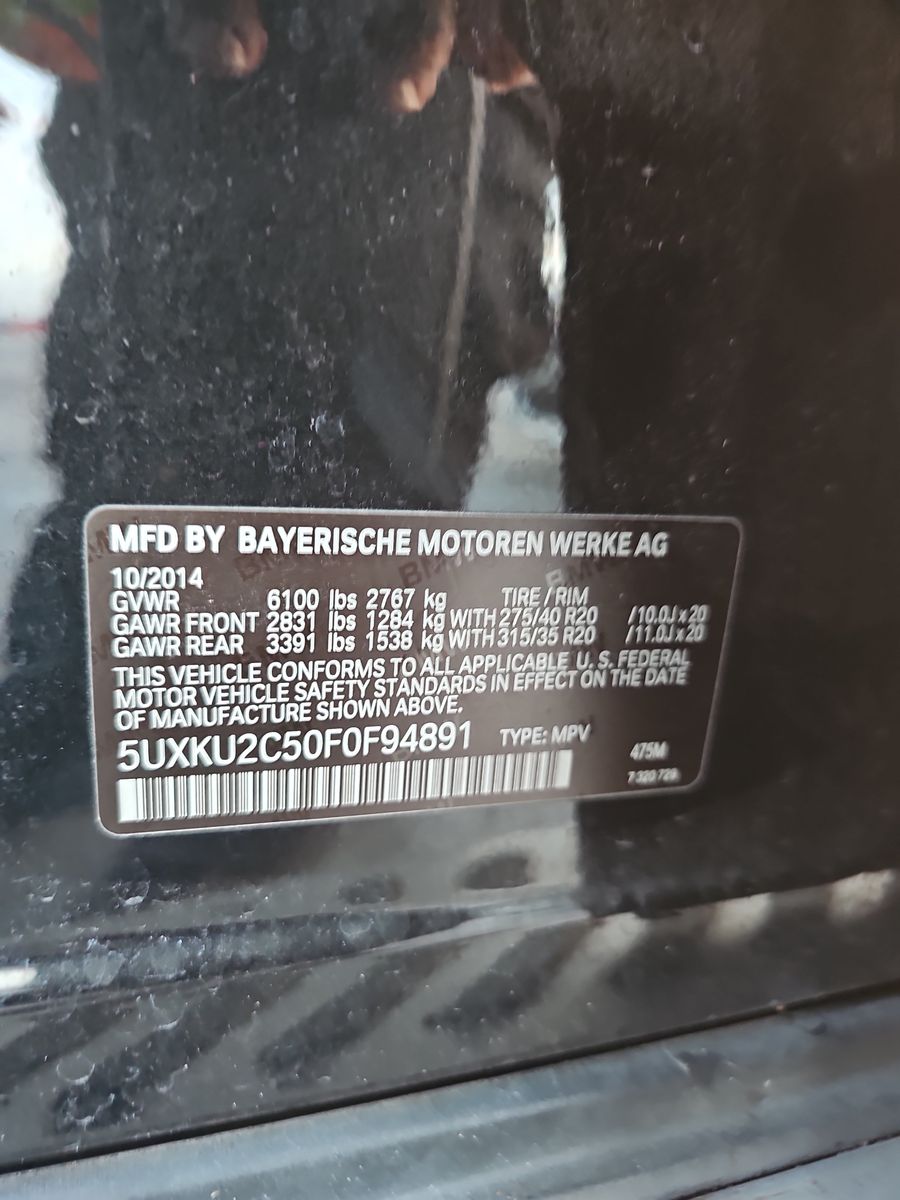 MFD BY BAYERISCHE MOTOREN WERKE AG
10/2014
GVWR 6100 lbs 2767 kg TIRE / RIM
GAWR FRONT 2831 lbs 1284 kg WITH 275/40 R20 /10.0J x 20
GAWR REAR 3391 lbs 1538 kg WITH 315/35 R20 /11.0J x 20
THIS VEHICLE CONFORMS TO ALL APPLICABLE U. S. FEDERAL
MOTOR VEHICLE SAFETY STANDARDS IN EFFECT ON THE DATE
OF MANUFACTURE SHOWN ABOVE.
5UXKU2C50F0F94891 TYPE: MPV 475M
7 320 729